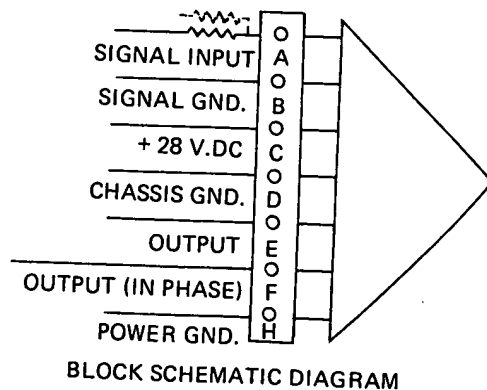 SIGNAL INPUT
SIGNAL GND.
+ 28 V.DC
CHASSIS GND.
OUTPUT
OUTPUT (IN PHASE)
POWER GND.
A
B
C
D
E
F
H
BLOCK SCHEMATIC DIAGRAM